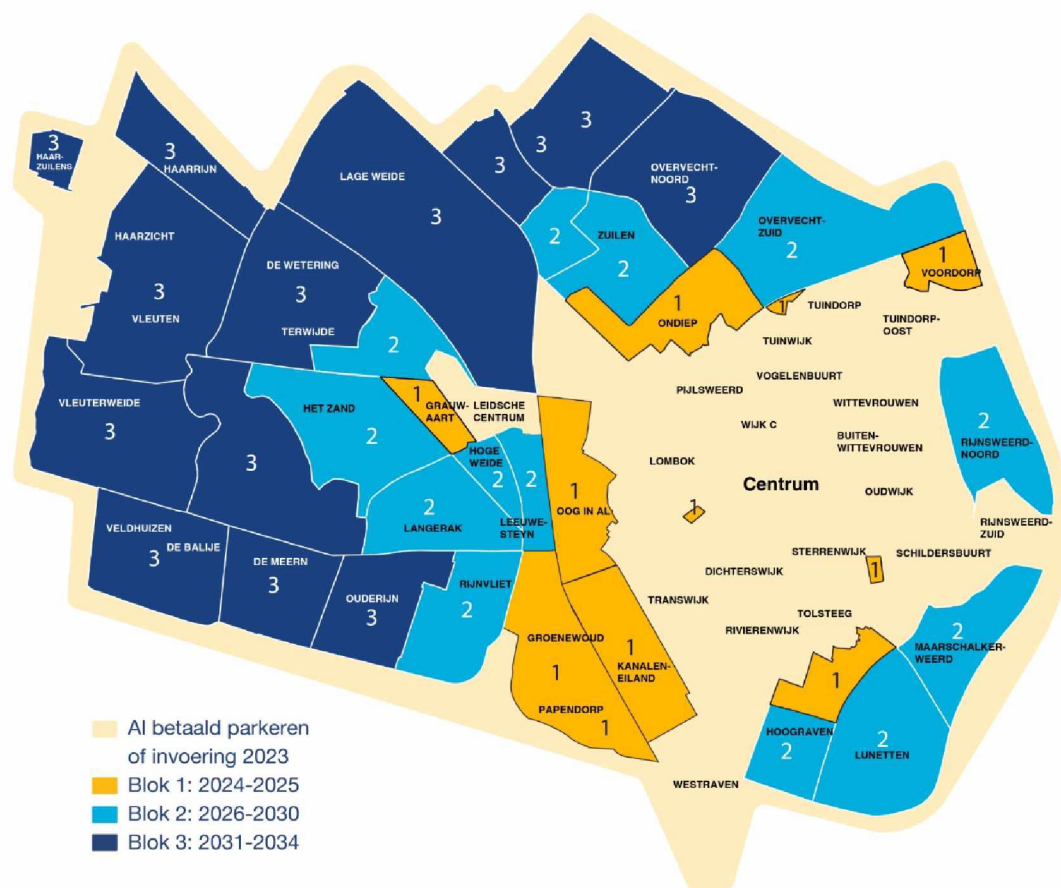 3
3
3
HAAR-
ZUILENS
3
HAARRIJN
LAGE WEIDE
3
3
OVERVECHT-
NOORD
3
OVERVECHT-
ZUID
2
2
ZUILEN
2
1
VOORDORP
HAARZICHT
3
VLEUTEN
DE WETERING
3
TERWIJDE
2
1
ONDIEP
1
TUINDORP
TUINDORP-
OOST
TUINWIJK
VOGELENBUURT
PIJLSWEERD
WITTEVROUWEN
WIJK C
BUITEN-
WITTEVROUWEN
2
RIJNSWEERD-
NOORD
VLEUTERWEIDE
3
HET ZAND
2
1
GRAUW-
WAART
LEIDSCHE
CENTRUM
HOGE
WEIDE
2
2
3
LOMBOK
Centrum
OUDWIJK
1
OOG IN AL
1
2
LANGERAK
LEEUWE-
STEYN
RIJNSWEERD-
ZUID
VELDHUIZEN
DE BALIJE
3
DE MEERN
3
OUDERIJN
3
RIJNVLIET
2
STERRENWIJK
SCHILDERSBUURT
1
DICHTERSWIJK
TRANSWIJK
TOLSTEEG
RIVIERENWIJK
GROENEWOUD
1
PAPENDORP
1
1
KANALEN-
EILAND
1
2
MAARSCHALKER-
WEERD
HOOGRAVEN
2
2
LUNETTEN
WESTRAVEN
Al betaald parkeren
of invoering 2023
Blok 1: 2024-2025
Blok 2: 2026-2030
Blok 3: 2031-2034